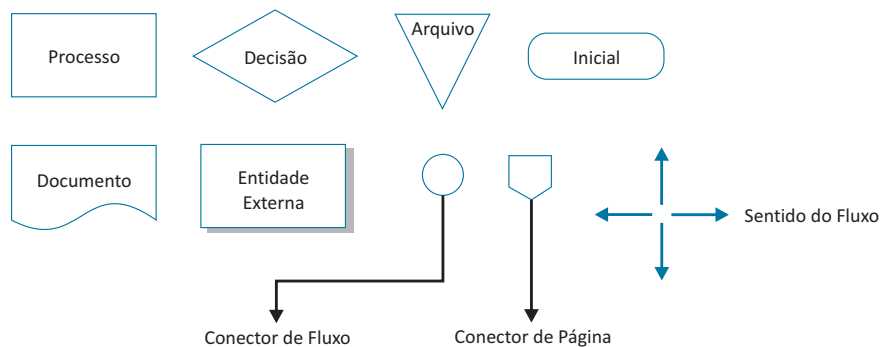 Processo
Decisão
Arquivo
Inicial
Documento
Entidade
Externa
Sentido do Fluxo
Conector de Fluxo
Conector de Página